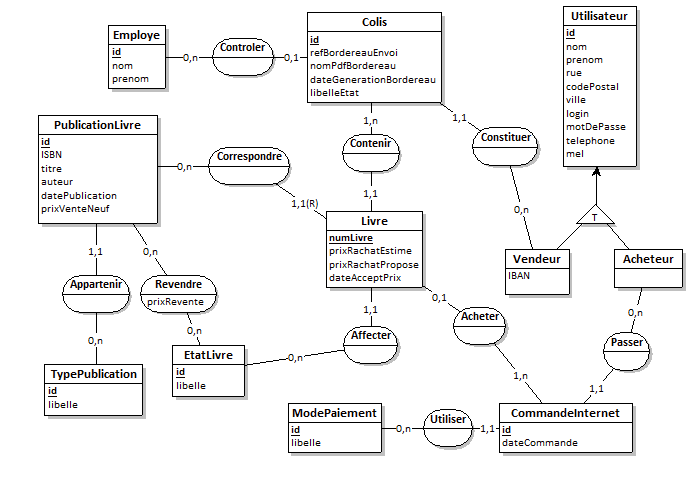 Employe
id
nom
prenom
0,n
Controler
0,1
Colis
id
refBordereauEnvoi
nomPdfBordereau
dateGenerationBordereau
libelleEtat
Utilisateur
id
nom
prenom
rue
codePostal
ville
login
motDePasse
telephone
mel
PublicationLivre
id
ISBN
titre
auteur
datePublication
prixVenteNeuf
0,n
Correspondre
1,1(R)
1,n
Contenir
1,1
1,1
Constituer
0,n
T
Livre
numLivre
prixRachatEstime
prixRachatPropose
dateAcceptPrix
Vendeur
IBAN
Acheteur
1,1
Appartenir
0,n
0,n
Revendre
prixRevente
0,n
1,1
Affecter
0,n
0,1
Acheter
1,n
0,n
Passer
1,1
TypePublication
id
libelle
EtatLivre
id
libelle
ModePaiement
id
libelle
0,n
Utiliser
1,1
CommandeInternet
id
dateCommande